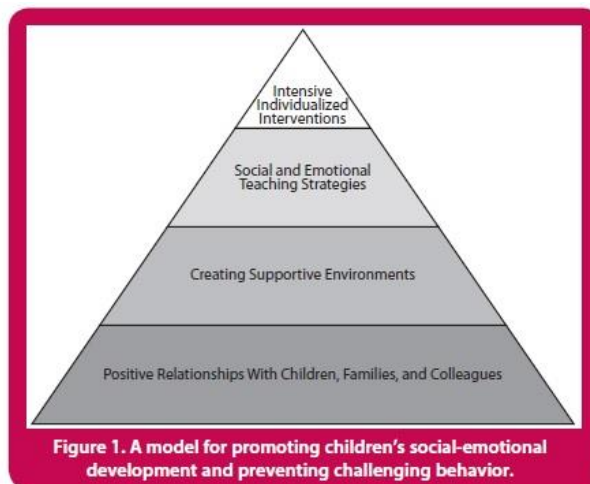 Intensive
Individualized
Interventions
Social and Emotional
Teaching Strategies
Creating Supportive Environments
Positive Relationships With Children, Families, and Colleagues
Figure 1. A model for promoting children's social-emotional
development and preventing challenging behavior.